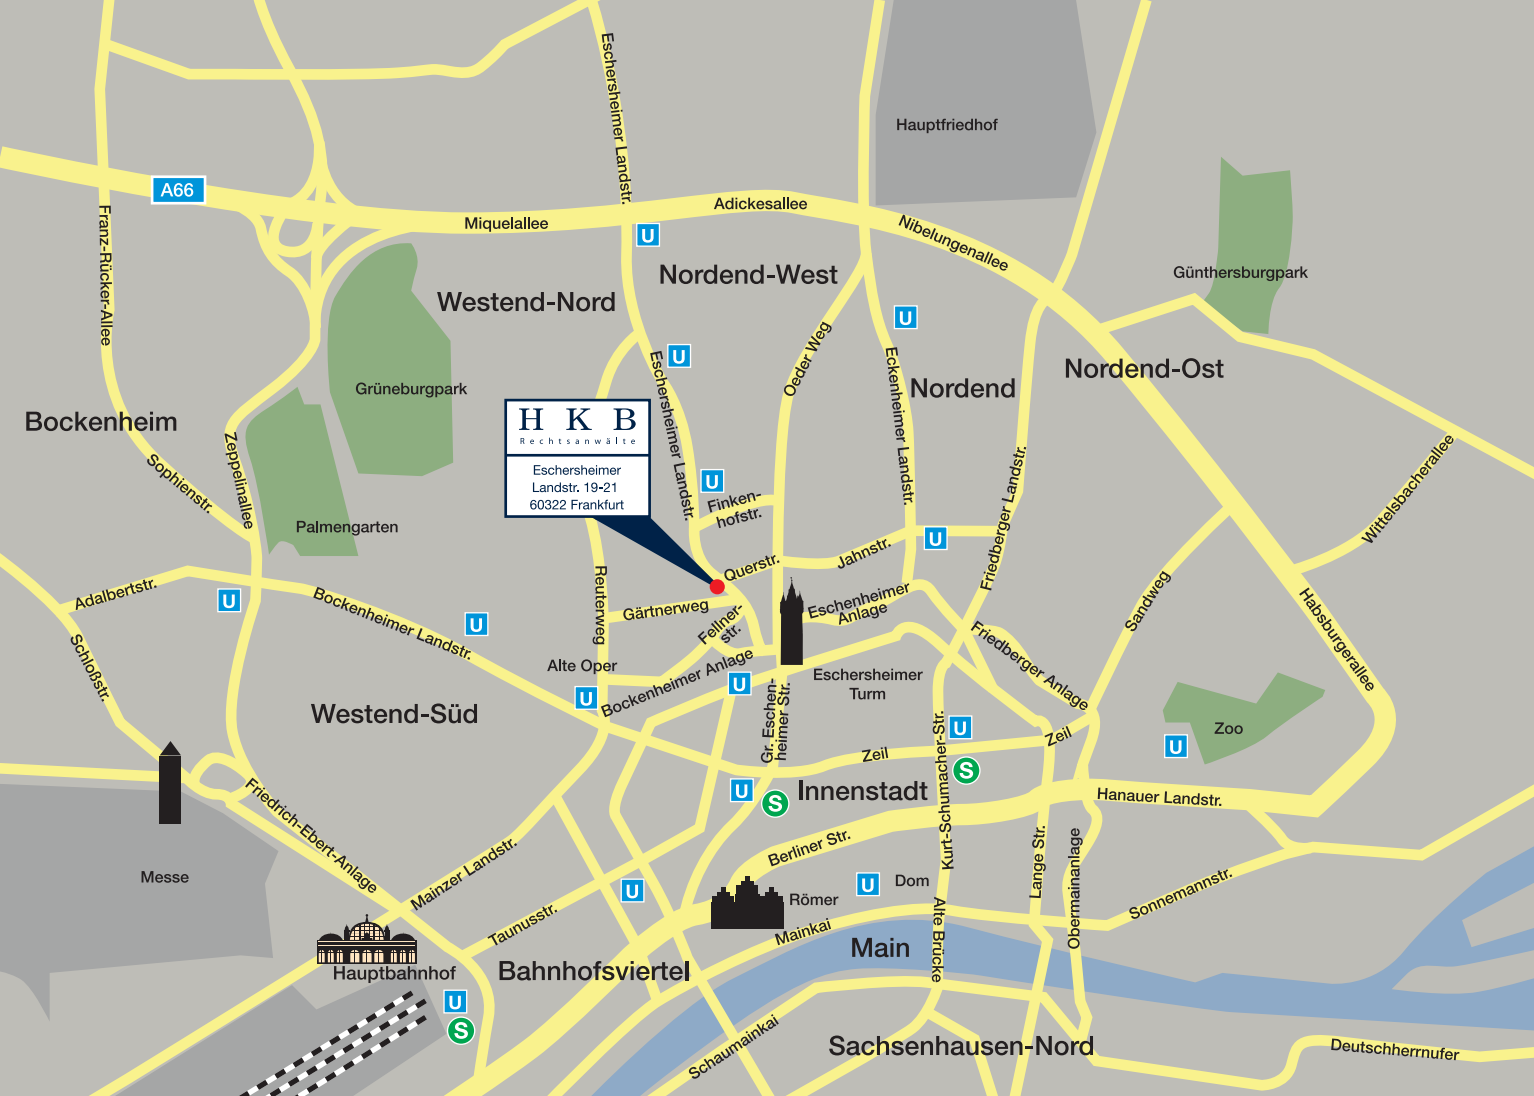 Eschersheimer Landstr.
Hauptfriedhof
A66
Franz-Rücker-Allee
Miquelallee
Adickesallee
Nibelungenallee
U
Günthersburgpark
Nordend-West
Westend-Nord
U
U
Eschersheimer Landstr.
Oeder Weg
Eckenheimer Landstr.
Nordend
Nordend-Ost
Grüneburgpark
Bockenheim
H K B
Rechtsanwälte
Eschersheimer
Landstr. 19-21
60322 Frankfurt
Zeppelinallee
Sophienstr.
Palmengarten
U
Finken-
hofstr.
Friedberger Landstr.
Wittelsbacherallee
U
Jahnstr.
Querstr.
Adalbertstr.
U
Bockenheimer Landstr.
U
Reuterweg
Gärtnerweg
Fellner-
str.
Eschenheimer
Anlage
Sandweg
Habsburgerallee
Friedberger Anlage
Schloßstr.
Alte Oper
U
Bockenheimer Anlage
U
Eschersheimer
Turm
Westend-Süd
Gr. Eschen-
heimer Str.
Zeil
Kurt-Schumacher-Str.
U
S
Zeil
U
Zoo
U
S
Innenstadt
Hanauer Landstr.
Friedrich-Ebert-Anlage
Mainzer Landstr.
Berliner Str.
Lange Str.
Obermainanlage
Messe
U
Römer
U
Dom
Sonnemannstr.
Taunusstr.
Mainkai
Alte Brücke
Main
Hauptbahnhof
Bahnhofsviertel
U
S
Schaumainkai
Sachsenhausen-Nord
Deutschherrnufer